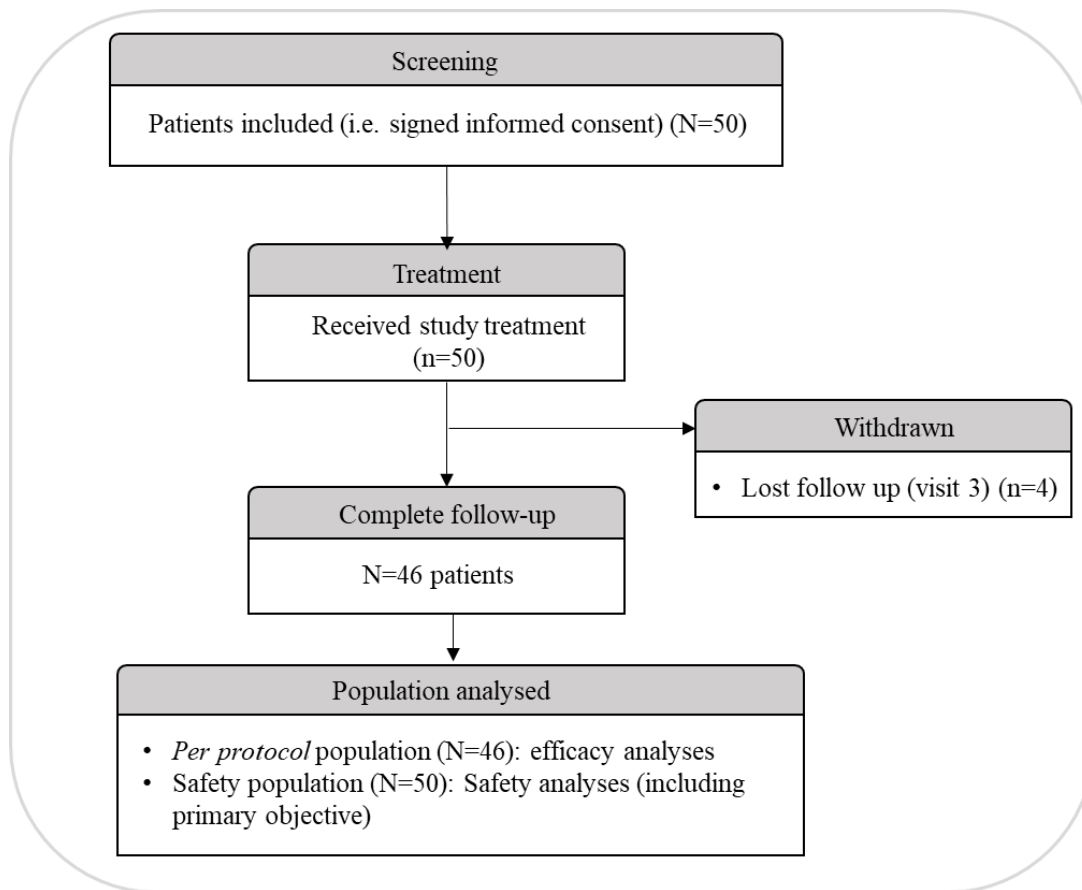 Screening
Patients included (i.e. signed informed consent) (N=50)
Treatment
Received study treatment
(n=50)
Withdrawn
• Lost follow up (visit 3) (n=4)
Complete follow-up
N=46 patients
Population analysed
• Per protocol population (N=46): efficacy analyses
• Safety population (N=50): Safety analyses (including
primary objective)